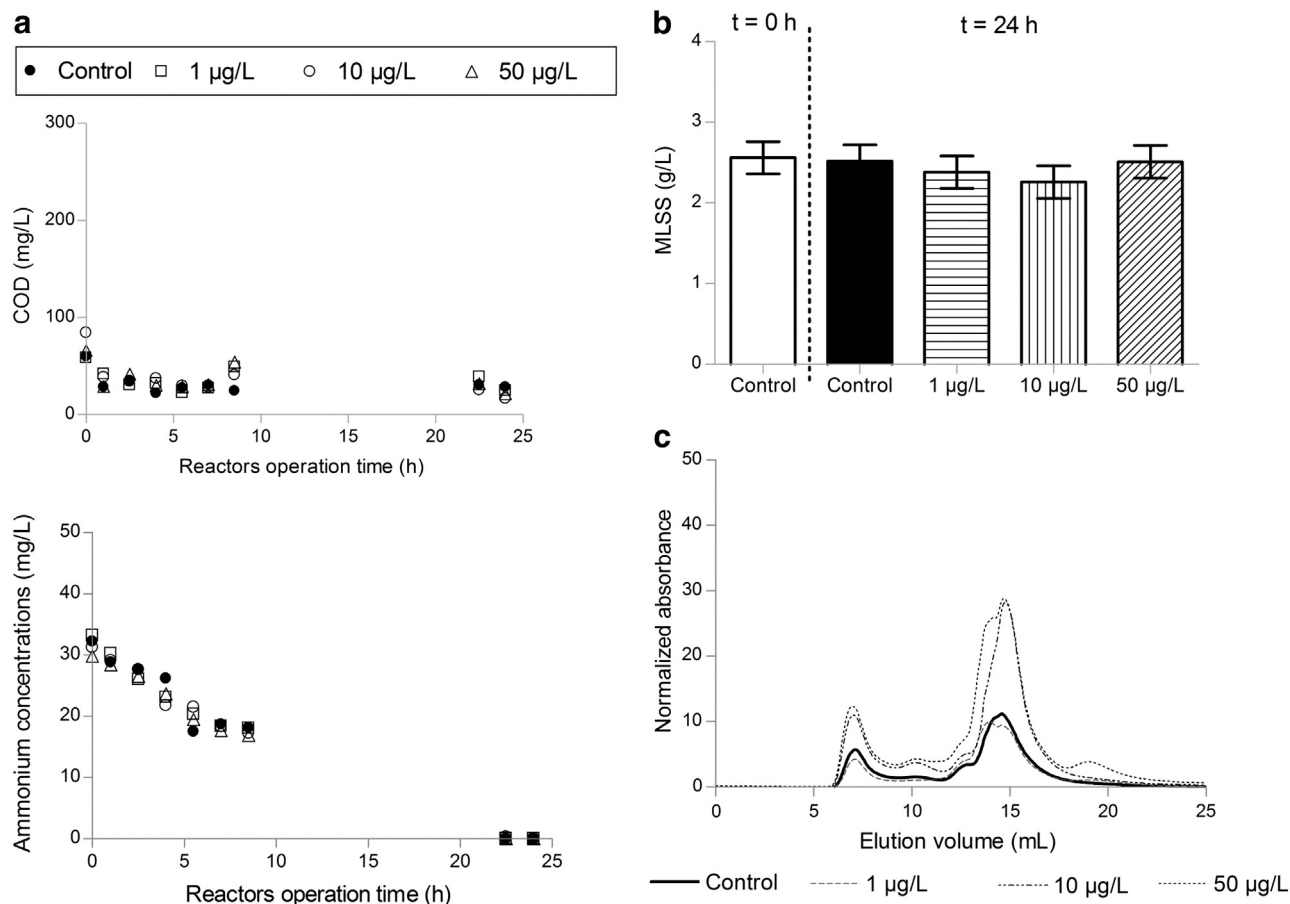 a
Control 1 µg/L 10 µg/L 50 µg/L
300
200
100
0
COD (mg/L)
0 5 10 15 20 25
Reactors operation time (h)
50
40
30
20
10
0
Ammonium concentrations (mg/L)
0 5 10 15 20 25
Reactors operation time (h)
b
t = 0 h t = 24 h
4
3
2
1
0
MLSS (g/L)
Control Control 1 µg/L 10 µg/L 50 µg/L
c
50
40
30
20
10
0
Normalized absorbance
0 5 10 15 20 25
Elution volume (mL)
Control 1 µg/L 10 µg/L 50 µg/L